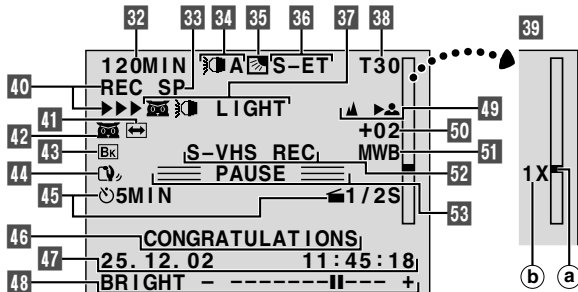 32 33 34 35 36 37 38 39
120MIN A S-ET T30
40 REC SP
LIGHT 49
41
42 +02 50
43 BK S-VHS REC MWB 51
44 PAUSE 52
1X
45 5MIN 1/2S 53
46 CONGRATULATIONS b a
47 25.12.02 11:45:18
48 BRIGHT - -------II--- +